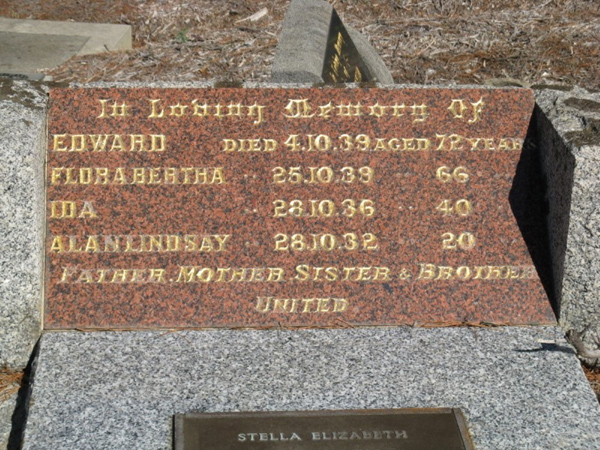 In Loving Memory Of
EDWARD DIED 4.10.39 AGED 72 YEARS
FLORA BERTHA " 25.10.39 " 66 "
IDA " 28.10.36 " 40 "
ALAN LINDSAY " 28.10.32 " 20 "
FATHER, MOTHER, SISTER & BROTHER
UNITED
STELLA ELIZABETH